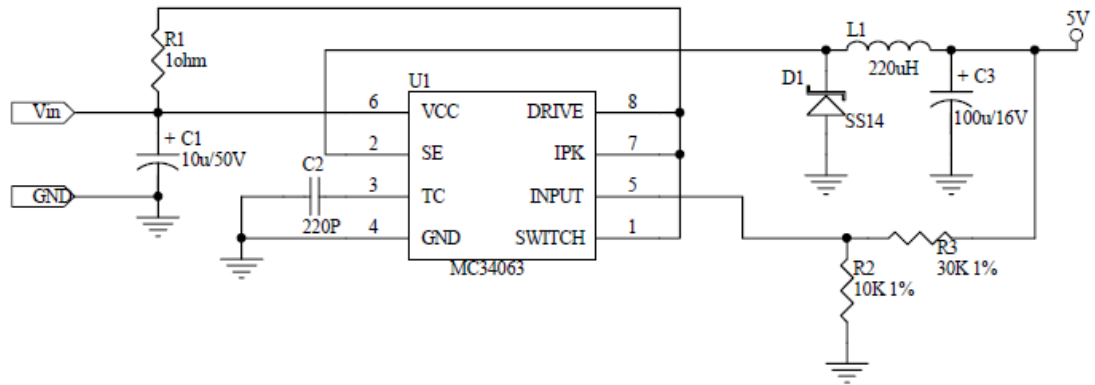 5V
R1
1ohm
L1
220uH
D1
SS14
+ C3
100u/16V
U1
Vin
6 VCC DRIVE 8
+ C1
10u/50V
2 SE IPK 7
C2
220P
GND
3 TC INPUT 5
4 GND SWITCH 1
MC34063
R3
30K 1%
R2
10K 1%